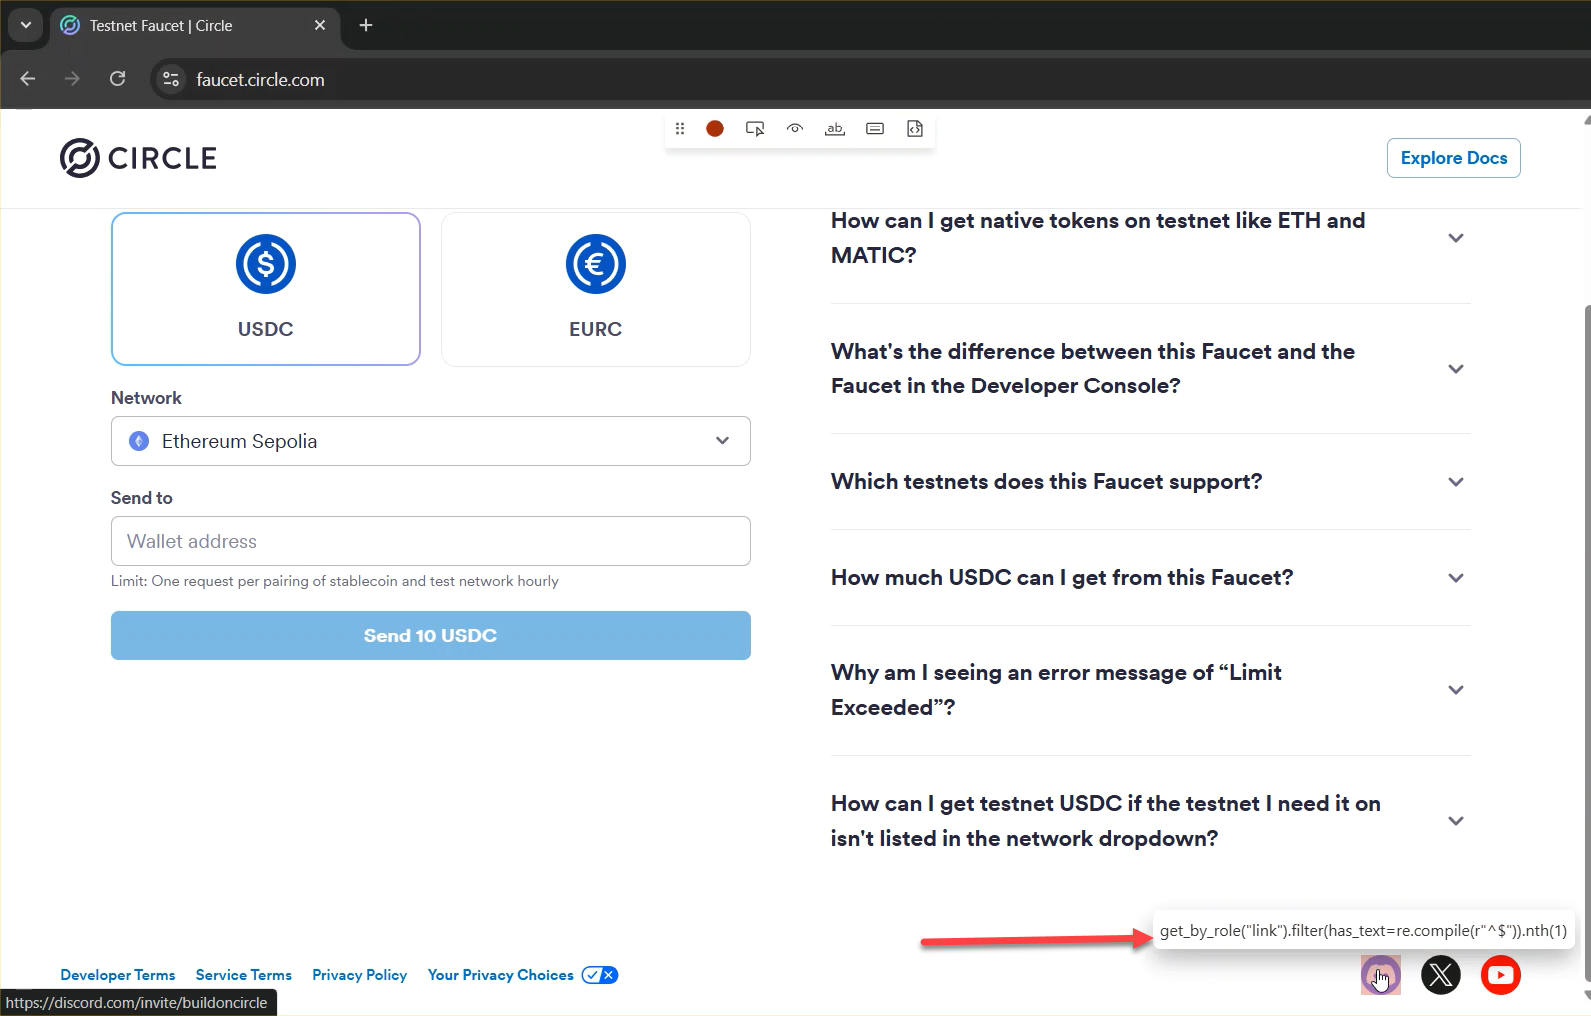 Testnet Faucet | Circle
faucet.circle.com
ab
CIRCLE
Explore Docs
USDC
EURC
Network
Ethereum Sepolia
Send to
Wallet address
Limit: One request per pairing of stablecoin and test network hourly
Send 10 USDC
How can I get native tokens on testnet like ETH and
MATIC?
What's the difference between this Faucet and the
Faucet in the Developer Console?
Which testnets does this Faucet support?
How much USDC can I get from this Faucet?
Why am I seeing an error message of “Limit
Exceeded”?
How can I get testnet USDC if the testnet I need it on
isn't listed in the network dropdown?
get_by_role("link").filter(has_text=re.compile(r"^$")).nth(1)
Developer Terms Service Terms Privacy Policy Your Privacy Choices
https://discord.com/invite/buildoncircle